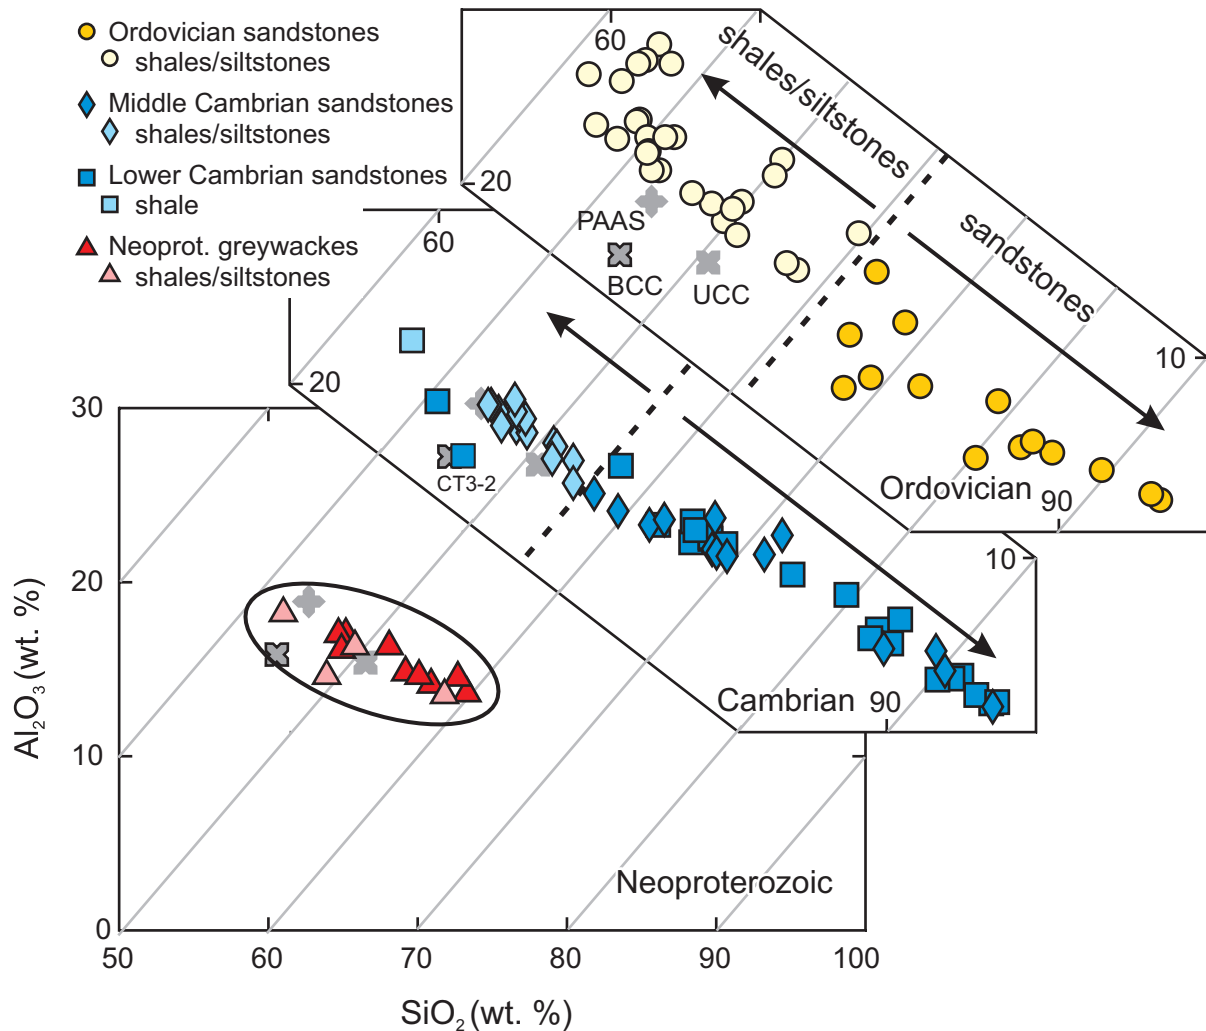 Ordovician sandstones
shales/siltstones
Middle Cambrian sandstones
shales/siltstones
Lower Cambrian sandstones
shale
Neoprot. greywackes
shales/siltstones
60
shales/siltstones
20
PAAS
BCC
UCC
sandstones
10
Ordovician
90
60
20
CT3-2
10
Cambrian
90
30
20
10
0
Neoproterozoic
50
60
70
80
90
100
Al₂O₃ (wt. %)
SiO₂ (wt. %)